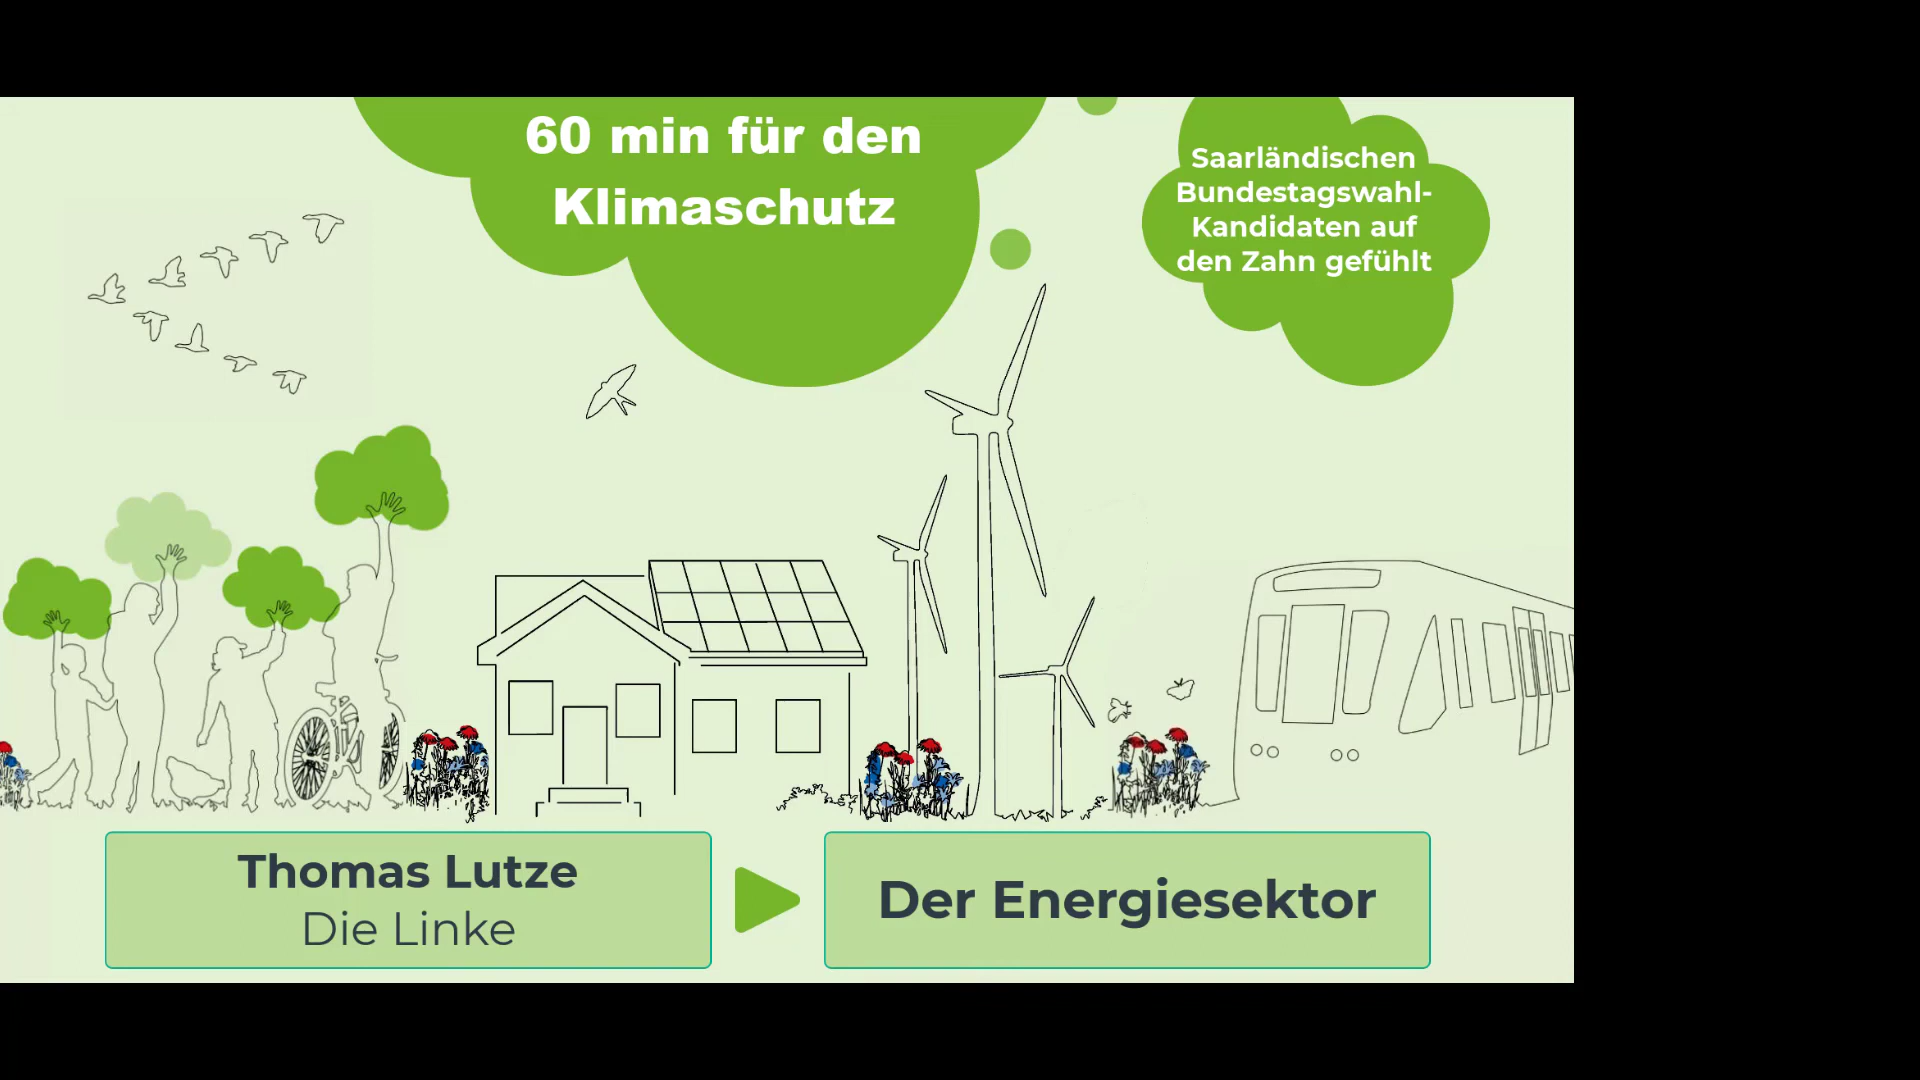 60 min für den
Klimaschutz
Saarländischen
Bundestagswahl-
Kandidaten auf
den Zahn gefühlt
Thomas Lutze
Die Linke
Der Energiesektor